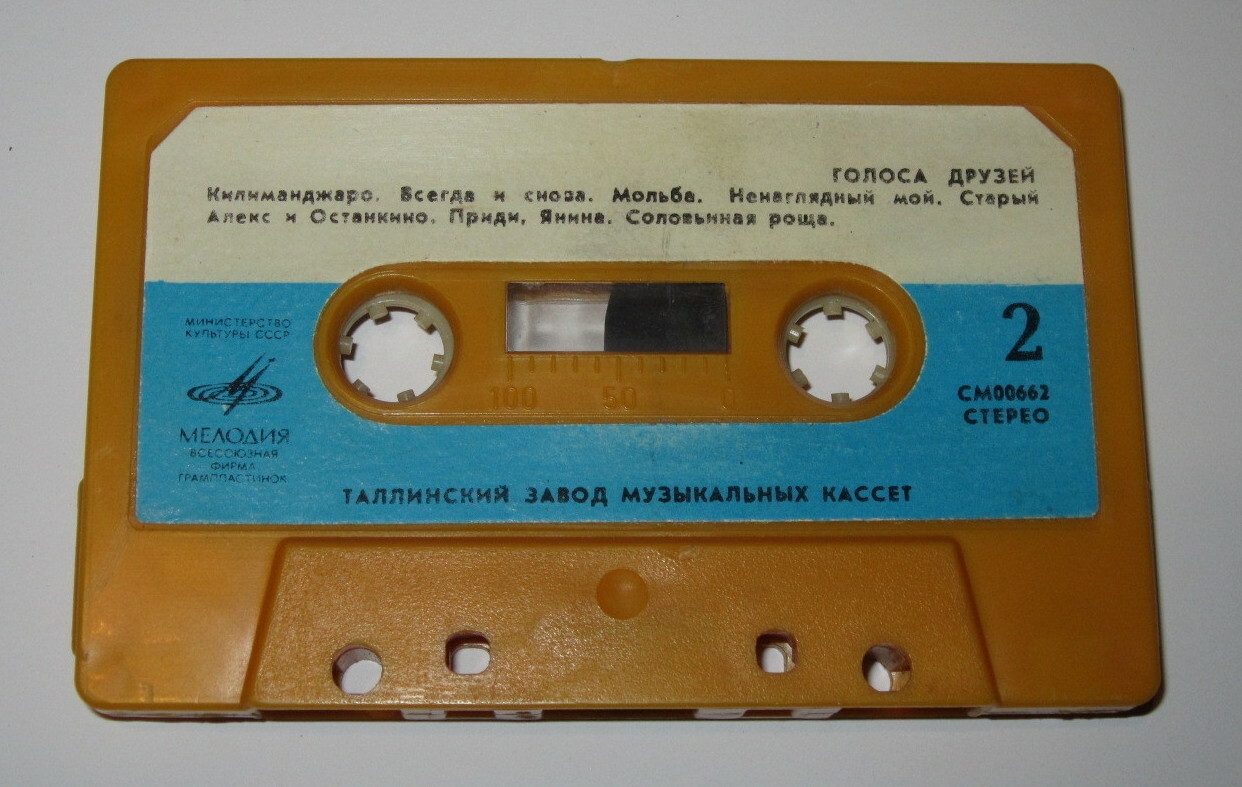 ГОЛОСА ДРУЗЕЙ
Килиманджаро. Всегда и снова. Мольба. Ненаглядный мой. Старый
Алекс и Останкино. Приди, Янина. Соловьиная роща.
МИНИСТЕРСТВО
КУЛЬТУРЫ СССР
МЕЛОДИЯ
ВСЕСОЮЗНАЯ
ФИРМА
ГРАМПЛАСТИНОК
2
СМ00662
СТЕРЕО
100 50 0
ТАЛЛИНСКИЙ ЗАВОД МУЗЫКАЛЬНЫХ КАССЕТ